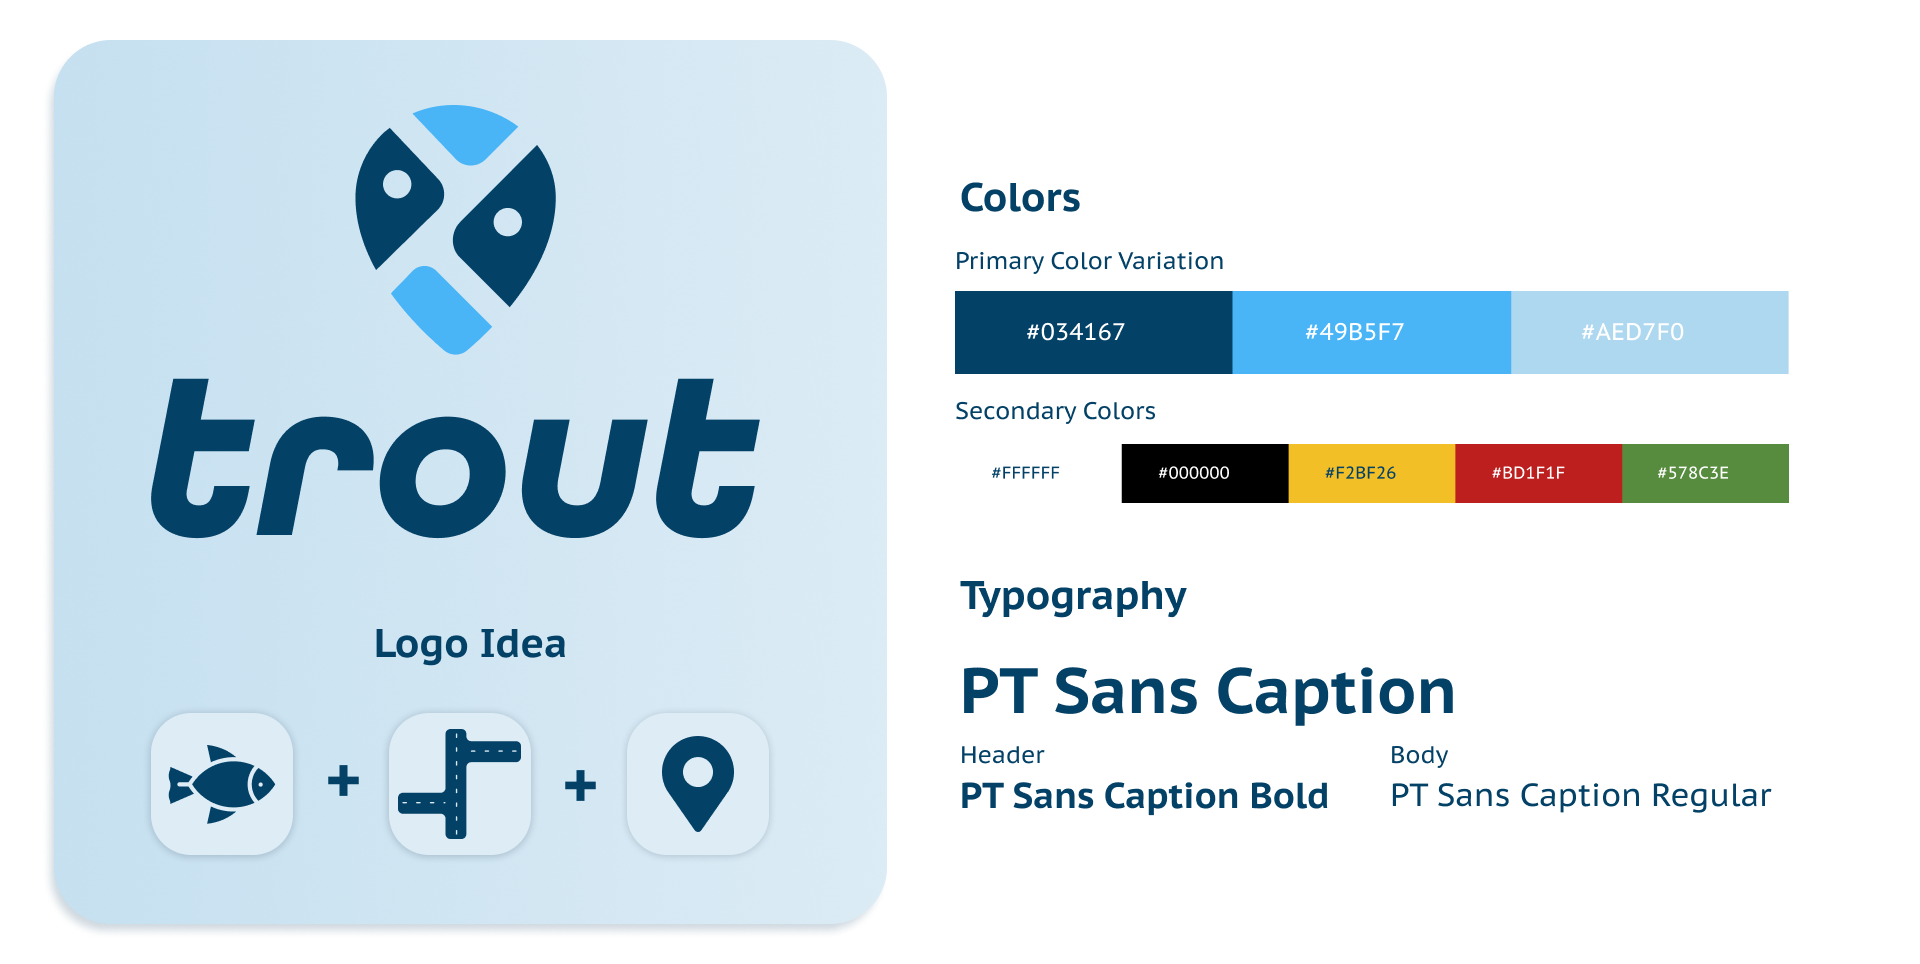 trout
Logo Idea
+ +
Colors
Primary Color Variation
#034167 #49B5F7 #AED7F0
Secondary Colors
#FFFFFF #000000 #F2BF26 #BD1F1F #578C3E
Typography
PT Sans Caption
Header Body
PT Sans Caption Bold PT Sans Caption Regular